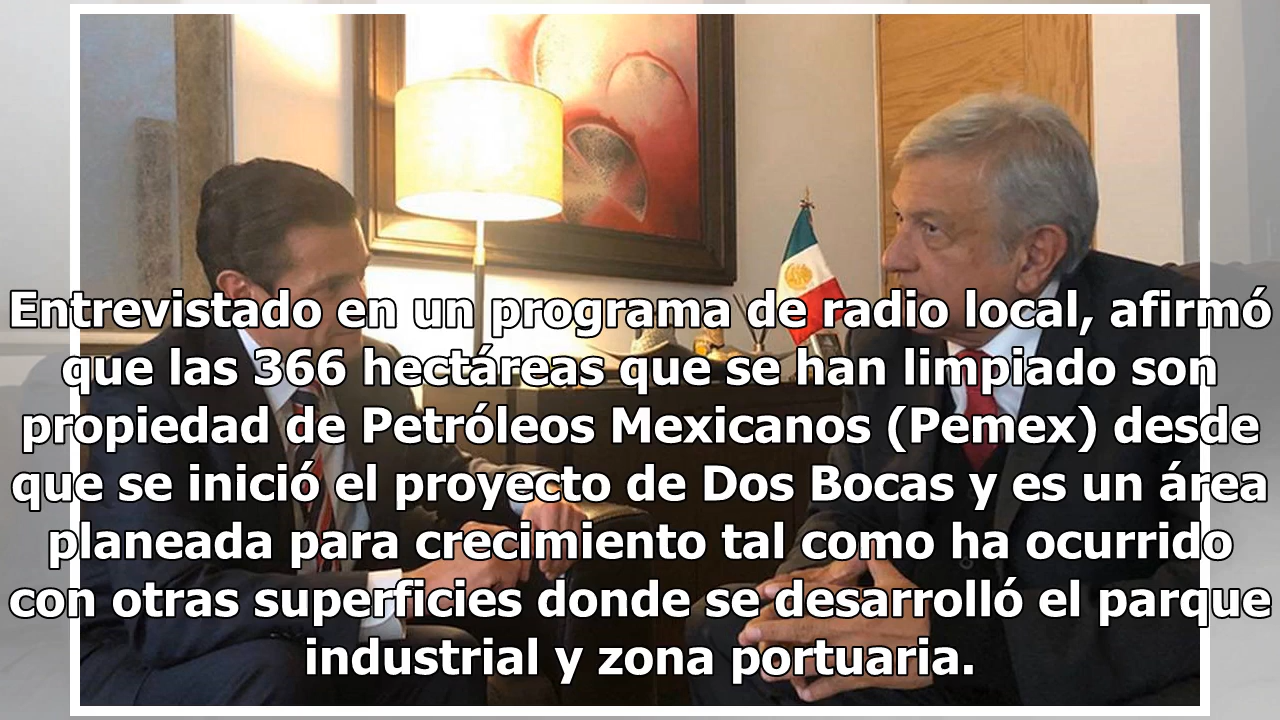 Entrevistado en un programa de radio local, afirmó
que las 366 hectáreas que se han limpiado son
propiedad de Petróleos Mexicanos (Pemex) desde
que se inició el proyecto de Dos Bocas y es un área
planeada para crecimiento tal como ha ocurrido
con otras superficies donde se desarrolló el parque
industrial y zona portuaria.